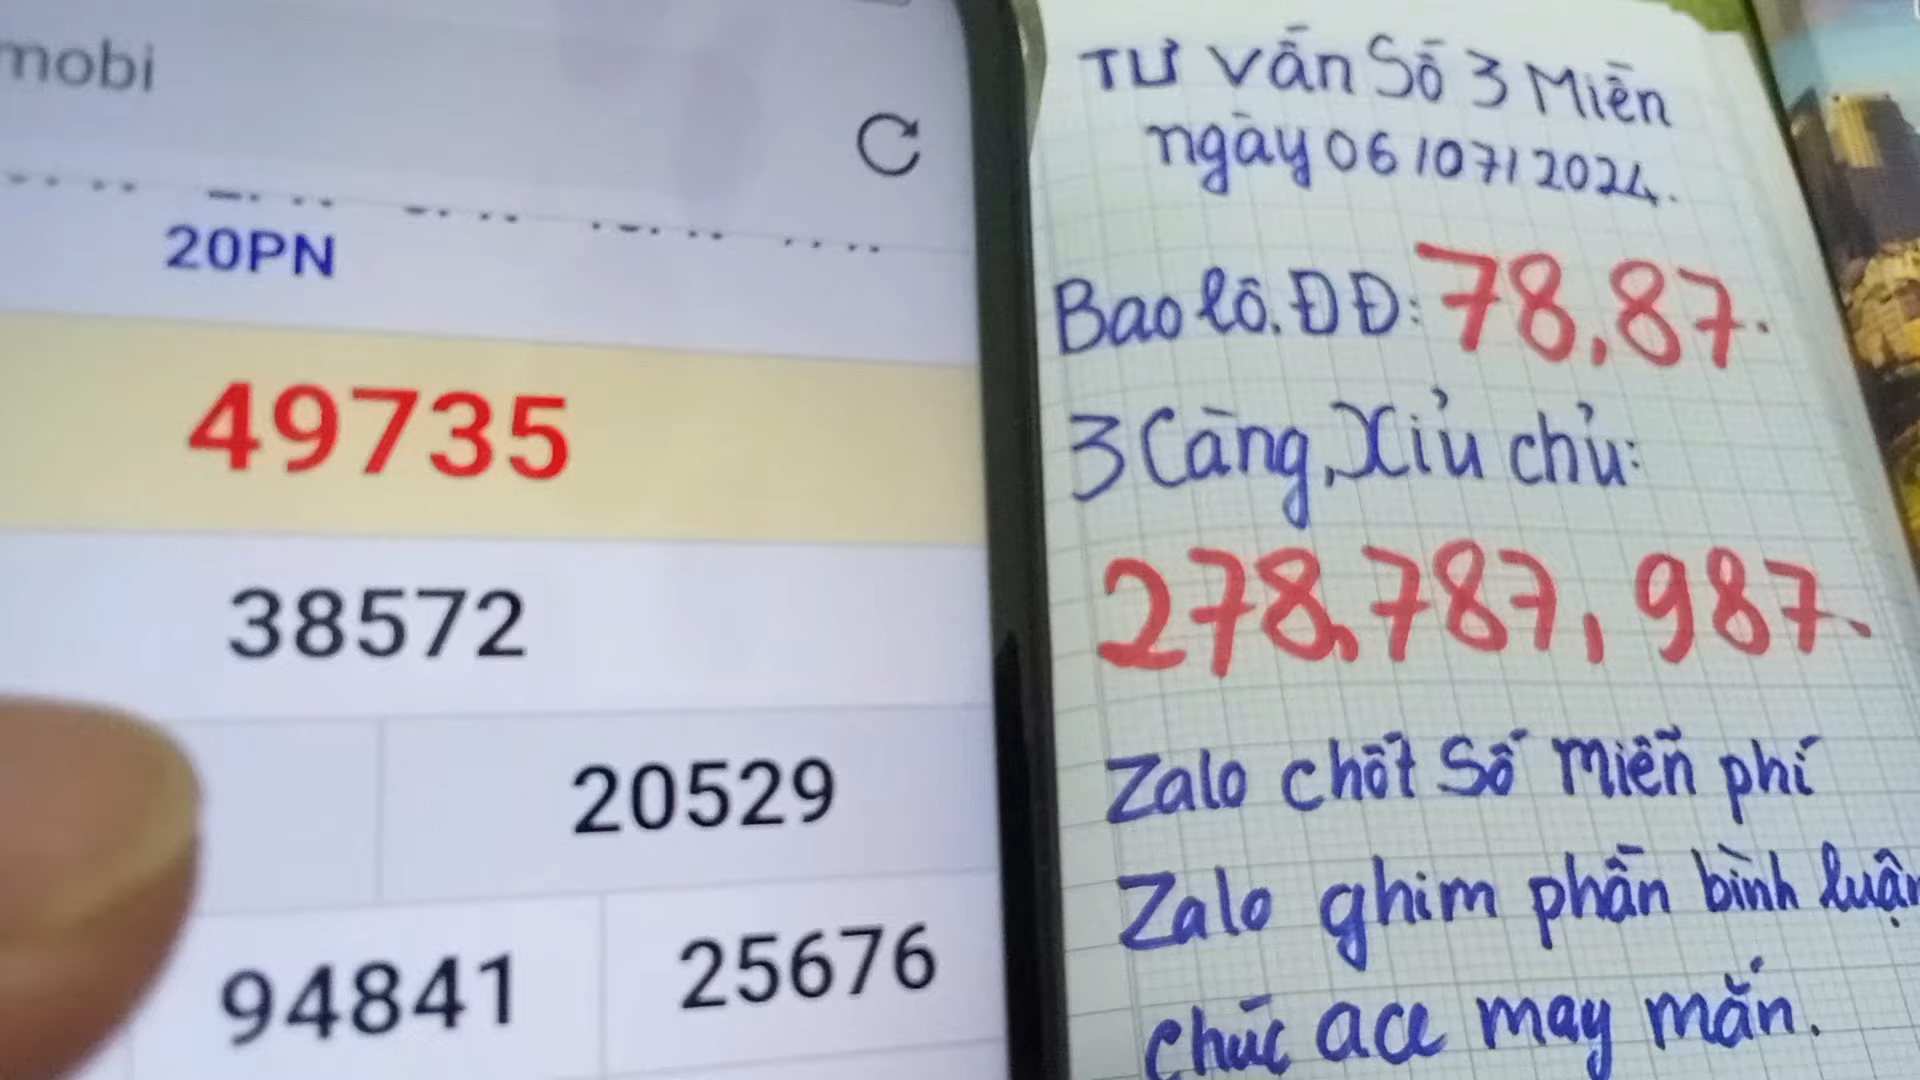 mobi
20PN
49735
38572
20529
94841 25676
Tư vấn Số 3 Miền
ngày 06/07/2024.
Bao lô. ĐĐ: 78,87.
3 Càng, Xỉu chủ:
278,787, 987.
Zalo chốt Số miễn phí
Zalo ghim phần bình luận
Chúc ace may mắn.